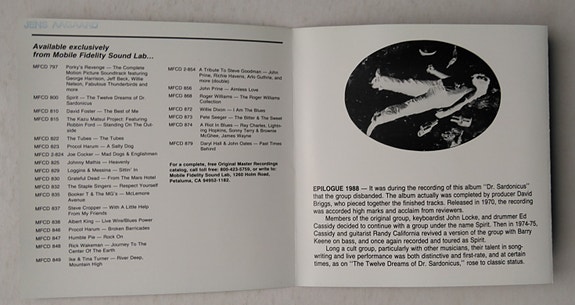 Available exclusively
from Mobile Fidelity Sound Lab...
MFCD 797 Porky's Revenge — The Complete
Motion Picture Soundtrack featuring
George Harrison, Jeff Beck, Willie
Nelson, Fabulous Thunderbirds and
more
MFCD 800 Spirit — The Twelve Dreams of Dr.
Sardonicus
MFCD 810 David Foster — The Best of Me
MFCD 815 The Kazu Matsui Project: Featuring
Robben Ford — Standing On The Out-
side
MFCD 822 The Tubes — The Tubes
MFCD 823 Procol Harum — A Salty Dog
MFCD 2-824 Joe Cocker — Mad Dogs & Englishmen
MFCD 825 Johnny Mathis — Heavenly
MFCD 829 Loggins & Messina — Sittin' In
MFCD 830 Grateful Dead — From The Mars Hotel
MFCD 832 The Staple Singers — Respect Yourself
MFCD 836 Booker T & The MG's — McLemore
Avenue
MFCD 837 Steve Cropper — With A Little Help
From My Friends
MFCD 838 Albert King — Live Wire/Blues Power
MFCD 846 Procol Harum — Broken Barricades
MFCD 847 Humble Pie — Rock On
MFCD 848 Rick Wakeman — Journey To The
Center Of The Earth
MFCD 849 Ike & Tina Turner — River Deep,
Mountain High
MFCD 2-854 A Tribute To Steve Goodman — John
Prine, Richie Havens, Arlo Guthrie, and
more (double)
MFCD 856 John Prine — Aimless Love
MFCD 868 Roger Williams — The Roger Williams
Collection
MFCD 872 Willie Dixon — I Am The Blues
MFCD 873 Pete Seeger — The Bitter & The Sweet
MFCD 874 A Riot In Blues — Ray Charles, Light-
ning Hopkins, Sonny Terry & Brownie
McGhee, James Wayne
MFCD 879 Daryl Hall & John Oates — Past Times
Behind
For a complete, free Original Master Recordings
catalog, call toll free: 800-423-5759, or write to:
Mobile Fidelity Sound Lab, 1260 Holm Road,
Petaluma, CA 94952-1182.
EPILOGUE 1988 — It was during the recording of this album "Dr. Sardonicus"
that the group disbanded. The album actually was completed by producer David
Briggs, who pieced together the finished tracks. Released in 1970, the recording
was accorded high marks and acclaim from reviewers.
Members of the original group, keyboardist John Locke, and drummer Ed
Cassidy decided to continue with a group under the name Spirit. Then in 1974-75,
Cassidy and guitarist Randy California revived a version of the group with Barry
Keene on bass, and once again recorded and toured as Spirit.
Long a cult group, particularly with other musicians, their talent in song-
writing and live performance was both distinctive and first-rate, and at certain
times, as on "The Twelve Dreams of Dr. Sardonicus," rose to classic status.